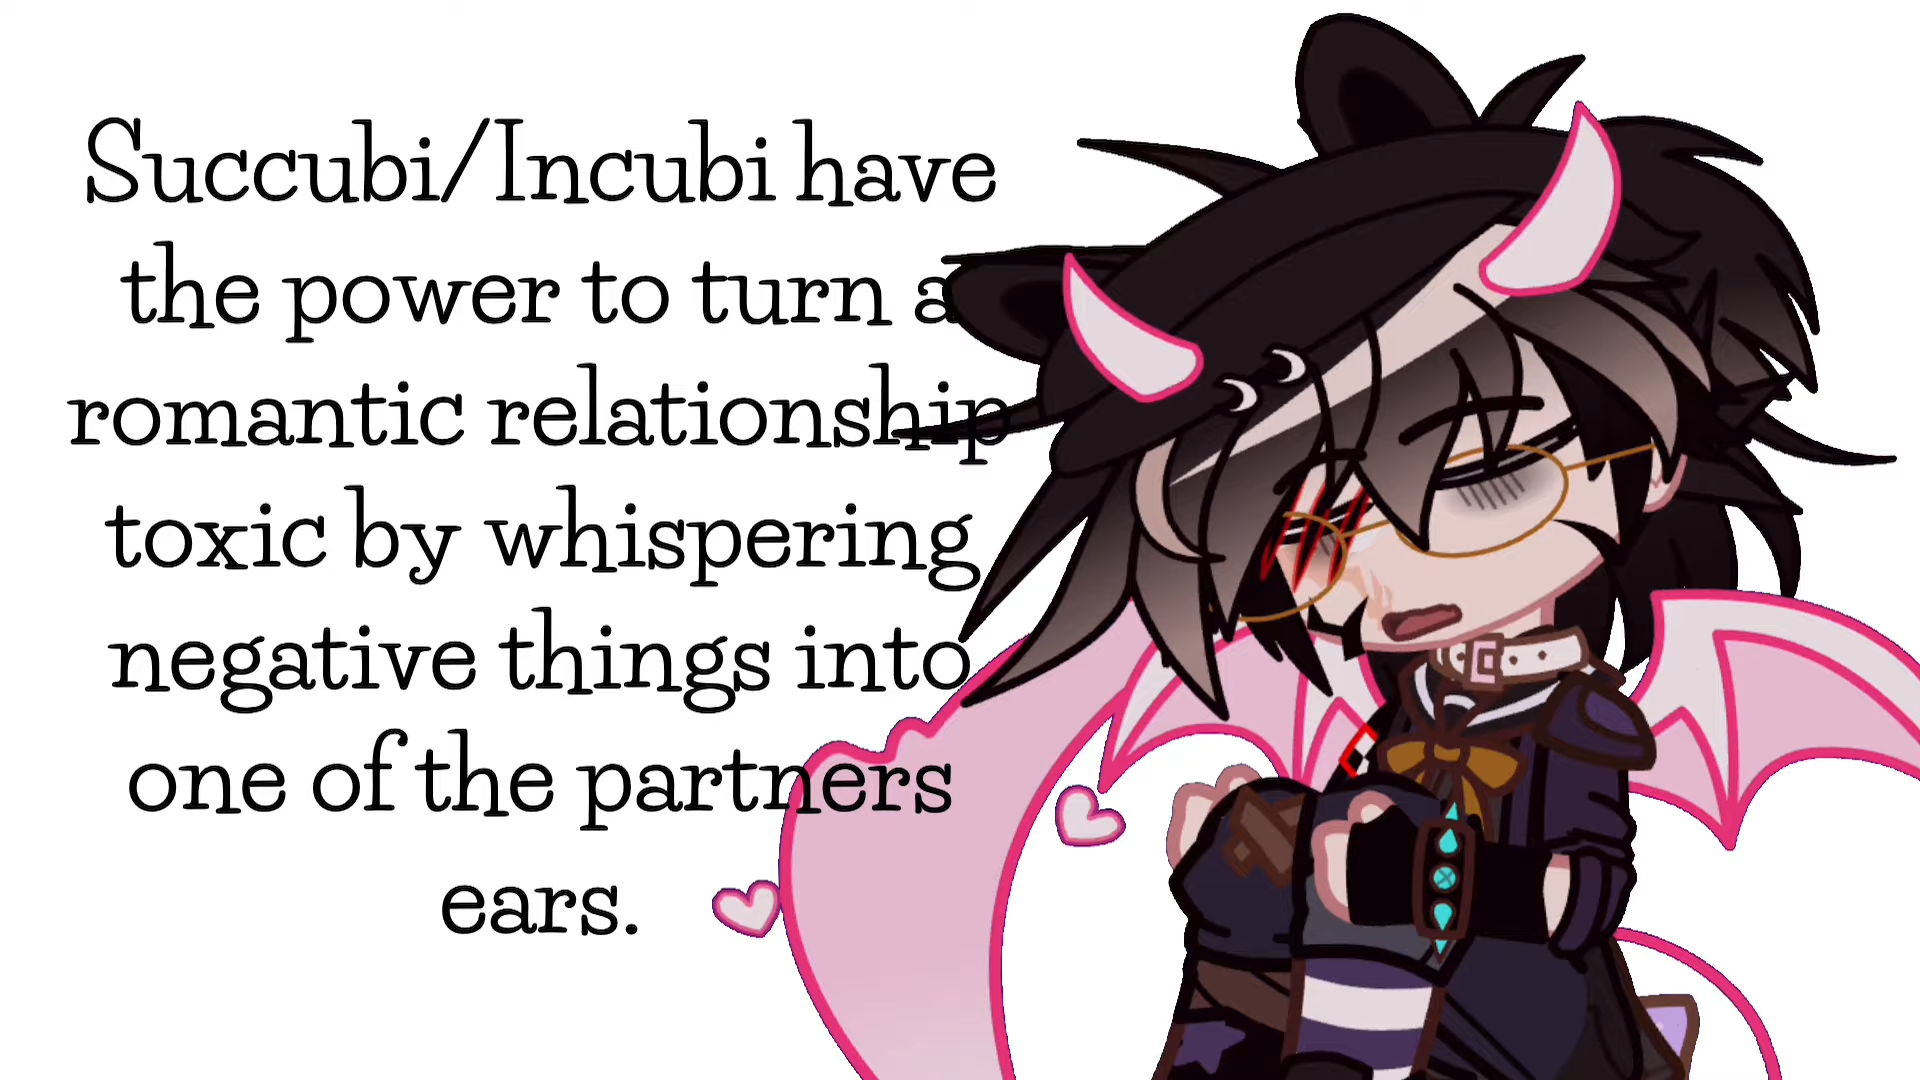 Succubi/Incubi have
the power to turn a
romantic relationship
toxic by whispering
negative things into
one of the partners
ears.